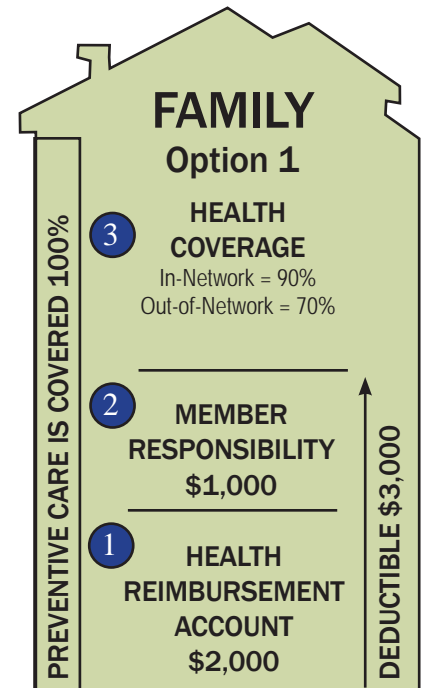 FAMILY
Option 1
3
HEALTH
COVERAGE
In-Network = 90%
Out-of-Network = 70%
2
MEMBER
RESPONSIBILITY
$1,000
1
HEALTH
REIMBURSEMENT
ACCOUNT
$2,000
PREVENTIVE CARE IS COVERED 100%
DEDUCTIBLE $3,000